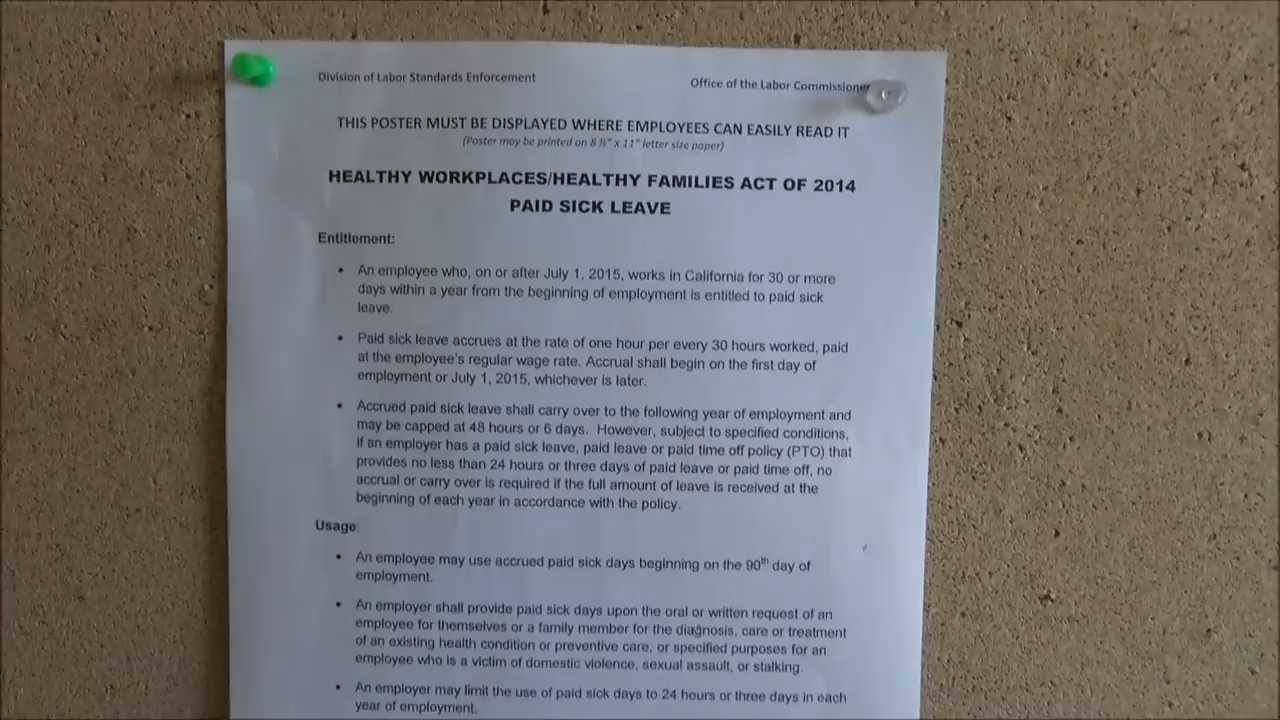 Division of Labor Standards Enforcement Office of the Labor Commissioner
THIS POSTER MUST BE DISPLAYED WHERE EMPLOYEES CAN EASILY READ IT
(Poster may be printed on 8 ½" x 11" letter size paper)
HEALTHY WORKPLACES/HEALTHY FAMILIES ACT OF 2014
PAID SICK LEAVE
Entitlement:
• An employee who, on or after July 1, 2015, works in California for 30 or more
days within a year from the beginning of employment is entitled to paid sick
leave.
• Paid sick leave accrues at the rate of one hour per every 30 hours worked, paid
at the employee's regular wage rate. Accrual shall begin on the first day of
employment or July 1, 2015, whichever is later.
• Accrued paid sick leave shall carry over to the following year of employment and
may be capped at 48 hours or 6 days. However, subject to specified conditions,
if an employer has a paid sick leave, paid leave or paid time off policy (PTO) that
provides no less than 24 hours or three days of paid leave or paid time off, no
accrual or carry over is required if the full amount of leave is received at the
beginning of each year in accordance with the policy.
Usage:
• An employee may use accrued paid sick days beginning on the 90th day of
employment.
• An employer shall provide paid sick days upon the oral or written request of an
employee for themselves or a family member for the diagnosis, care or treatment
of an existing health condition or preventive care, or specified purposes for an
employee who is a victim of domestic violence, sexual assault, or stalking.
• An employer may limit the use of paid sick days to 24 hours or three days in each
year of employment.